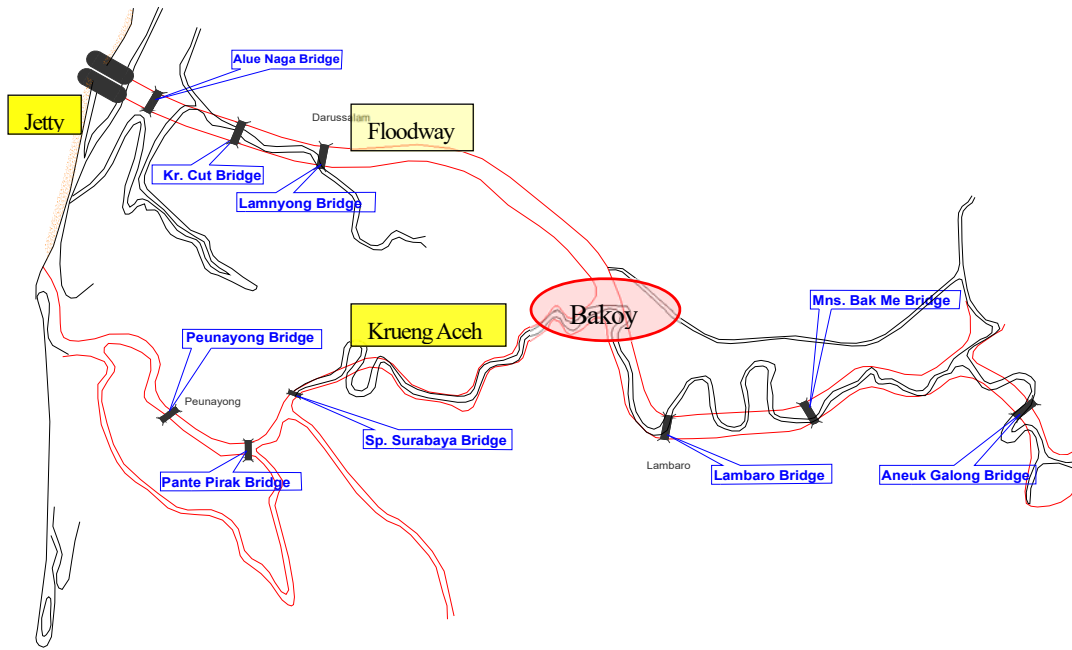 Alue Naga Bridge
Jetty
Darussalam
Floodway
Kr. Cut Bridge
Lamnyong Bridge
Mns. Bak Me Bridge
Bakoy
Krueng Aceh
Peunayong Bridge
Peunayong
Sp. Surabaya Bridge
Lambaro
Lambaro Bridge
Aneuk Galong Bridge
Pante Pirak Bridge